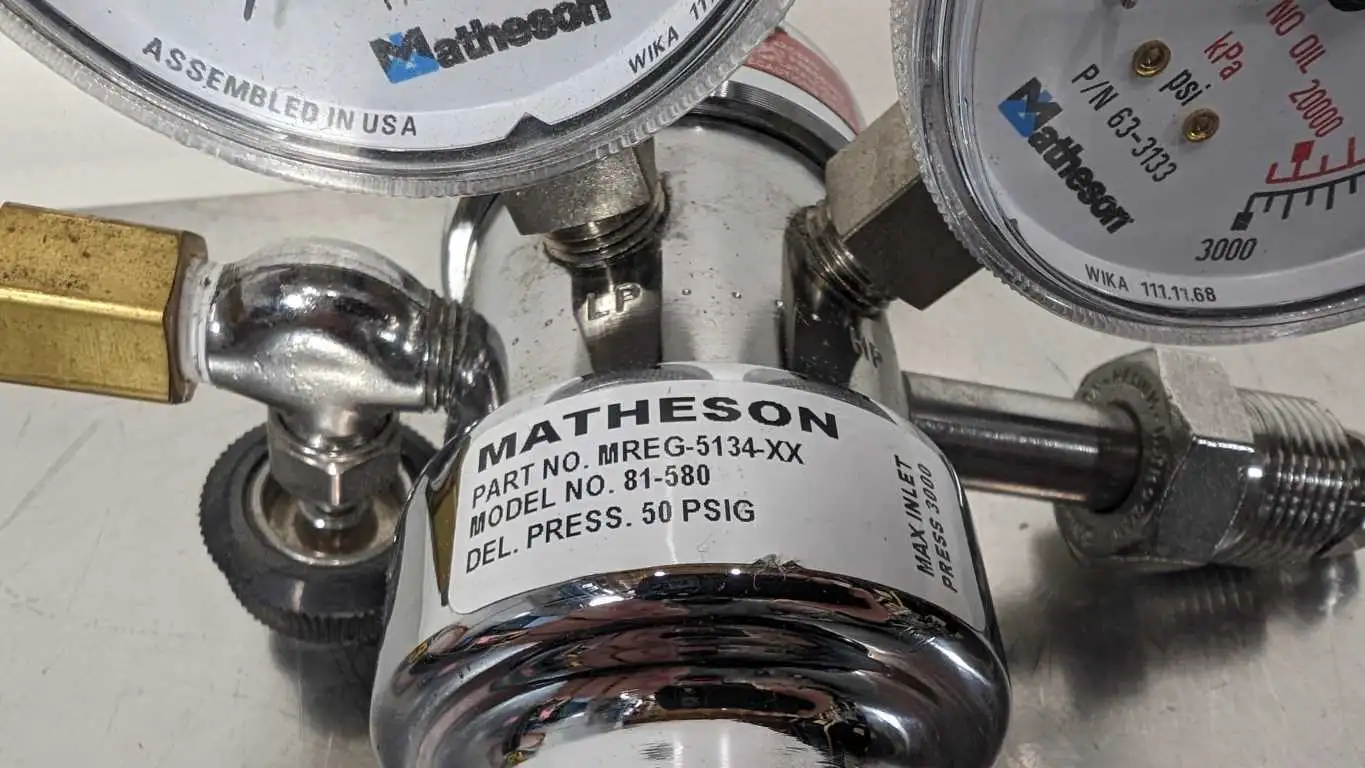 ASSEMBLED IN USA
Matheson
WIKA 11
NO OIL
kPa
20000
psi
P/N 63-3133
Matheson
3000
WIKA 111.11.68
LP
HP
MATHESON
PART NO. MREG-5134-XX
MODEL NO. 81-580
DEL. PRESS. 50 PSIG
MAX INLET
PRESS 3000